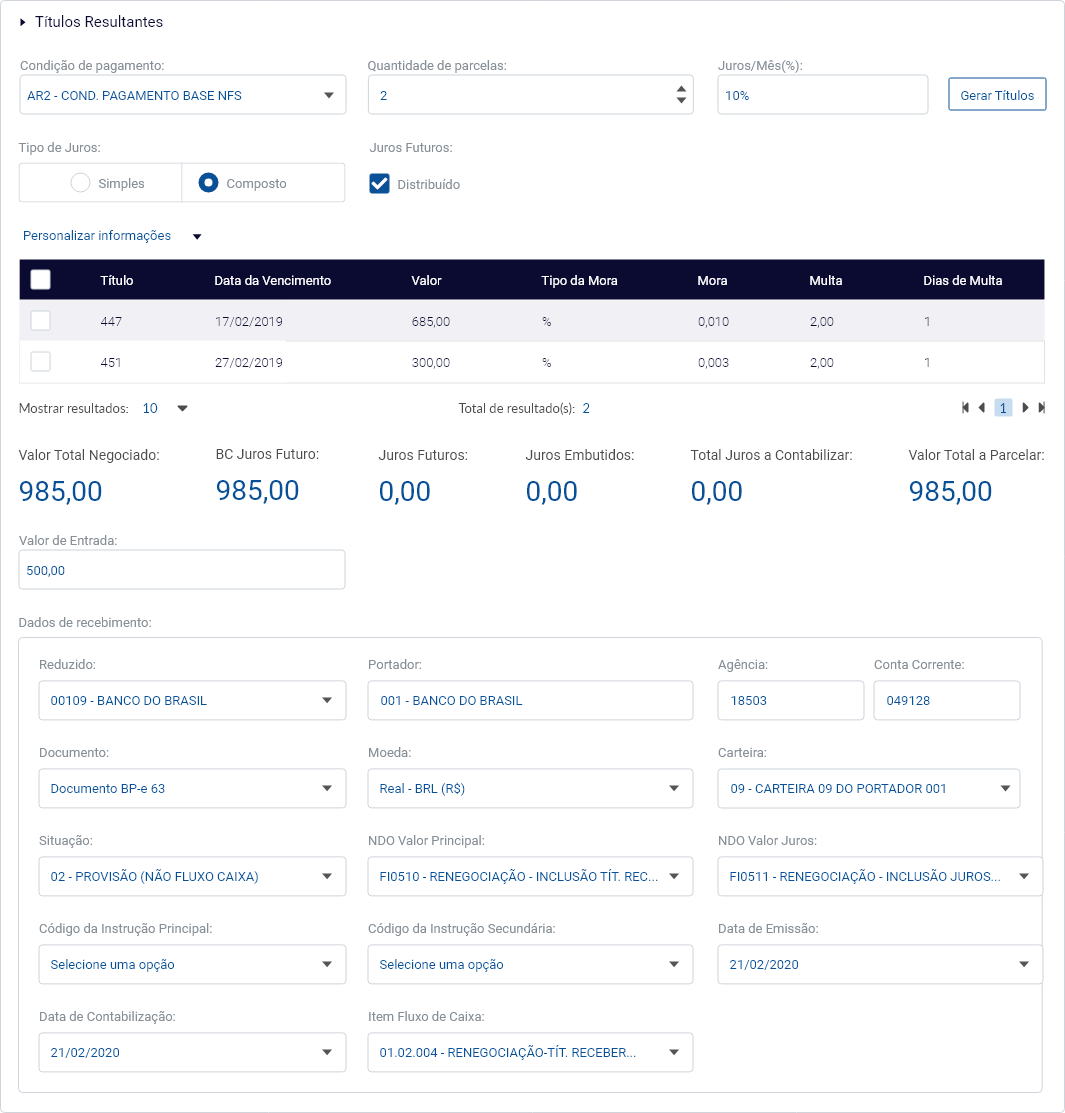 Títulos Resultantes
Condição de pagamento: Quantidade de parcelas: Juros/Mês(%):
AR2 - COND. PAGAMENTO BASE NFS 2 10% Gerar Títulos
Tipo de Juros: Juros Futuros:
Simples Composto Distribuído
Personalizar informações
Título Data da Vencimento Valor Tipo da Mora Mora Multa Dias de Multa
447 17/02/2019 685,00 % 0,010 2,00 1
451 27/02/2019 300,00 % 0,003 2,00 1
Mostrar resultados: 10 Total de resultado(s): 2 1
Valor Total Negociado: BC Juros Futuro: Juros Futuros: Juros Embutidos: Total Juros a Contabilizar: Valor Total a Parcelar:
985,00 985,00 0,00 0,00 0,00 985,00
Valor de Entrada:
500,00
Dados de recebimento:
Reduzido: Portador: Agência: Conta Corrente:
00109 - BANCO DO BRASIL 001 - BANCO DO BRASIL 18503 049128
Documento: Moeda: Carteira:
Documento BP-e 63 Real - BRL (R$) 09 - CARTEIRA 09 DO PORTADOR 001
Situação: NDO Valor Principal: NDO Valor Juros:
02 - PROVISÃO (NÃO FLUXO CAIXA) FI0510 - RENEGOCIAÇÃO - INCLUSÃO TÍT. REC... FI0511 - RENEGOCIAÇÃO - INCLUSÃO JUROS...
Código da Instrução Principal: Código da Instrução Secundária: Data de Emissão:
Selecione uma opção Selecione uma opção 21/02/2020
Data de Contabilização: Item Fluxo de Caixa:
21/02/2020 01.02.004 - RENEGOCIAÇÃO-TÍT. RECEBER...